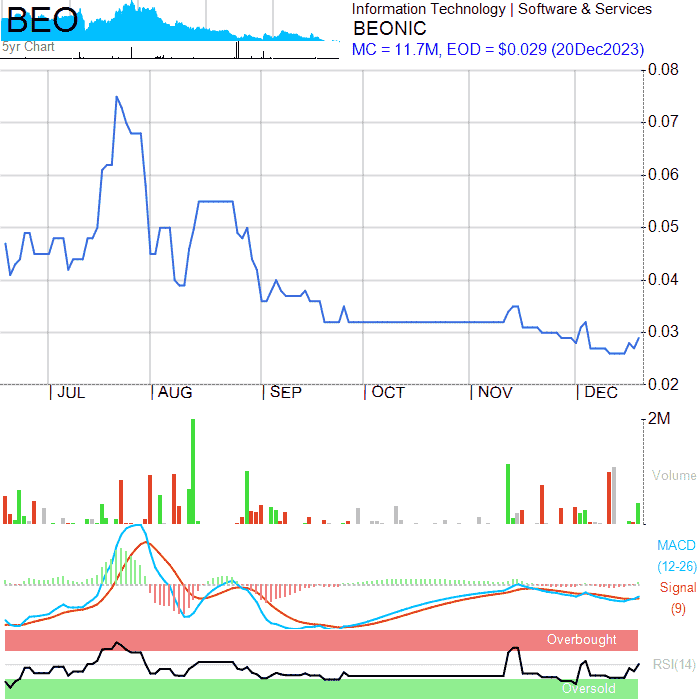 BEO
5yr Chart
Information Technology | Software & Services
BEONIC
MC = 11.7M, EOD = $0.029 (20Dec2023)
0.08
0.07
0.06
0.05
0.04
0.03
0.02
JUL AUG SEP OCT NOV DEC
2M
Volume
MACD
(12-26)
Signal
(9)
Overbought
RSI(14)
Oversold